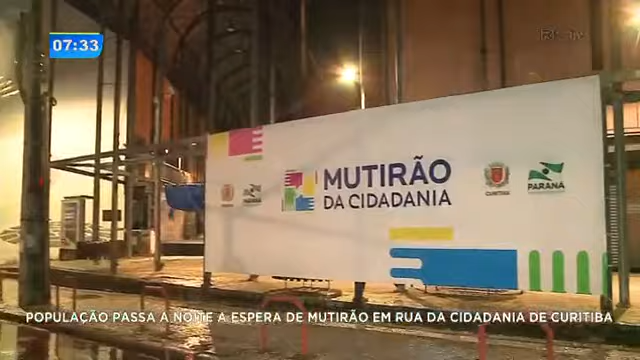 07:33
MUTIRÃO
DA CIDADANIA
CURITIBA
PARANÁ
POPULAÇÃO PASSA A NOITE A ESPERA DE MUTIRÃO EM RUA DA CIDADANIA DE CURITIBA